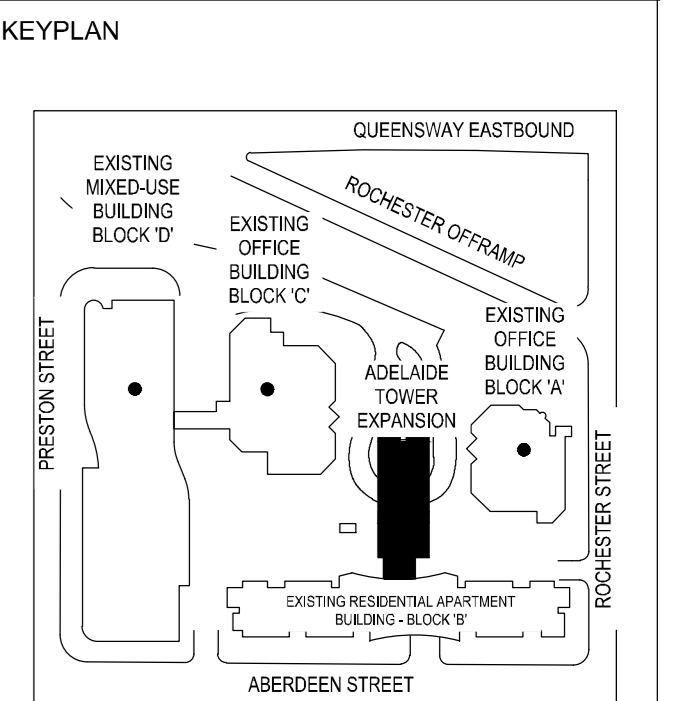 KEYPLAN
QUEENSWAY EASTBOUND
EXISTING
MIXED-USE
BUILDING
BLOCK 'D'
ROCHESTER OFFRAMP
EXISTING
OFFICE
BUILDING
BLOCK 'C'
EXISTING
OFFICE
BUILDING
BLOCK 'A'
ADELAIDE
TOWER
EXPANSION
PRESTON STREET
ROCHESTER STREET
EXISTING RESIDENTIAL APARTMENT
BUILDING - BLOCK 'B'
ABERDEEN STREET